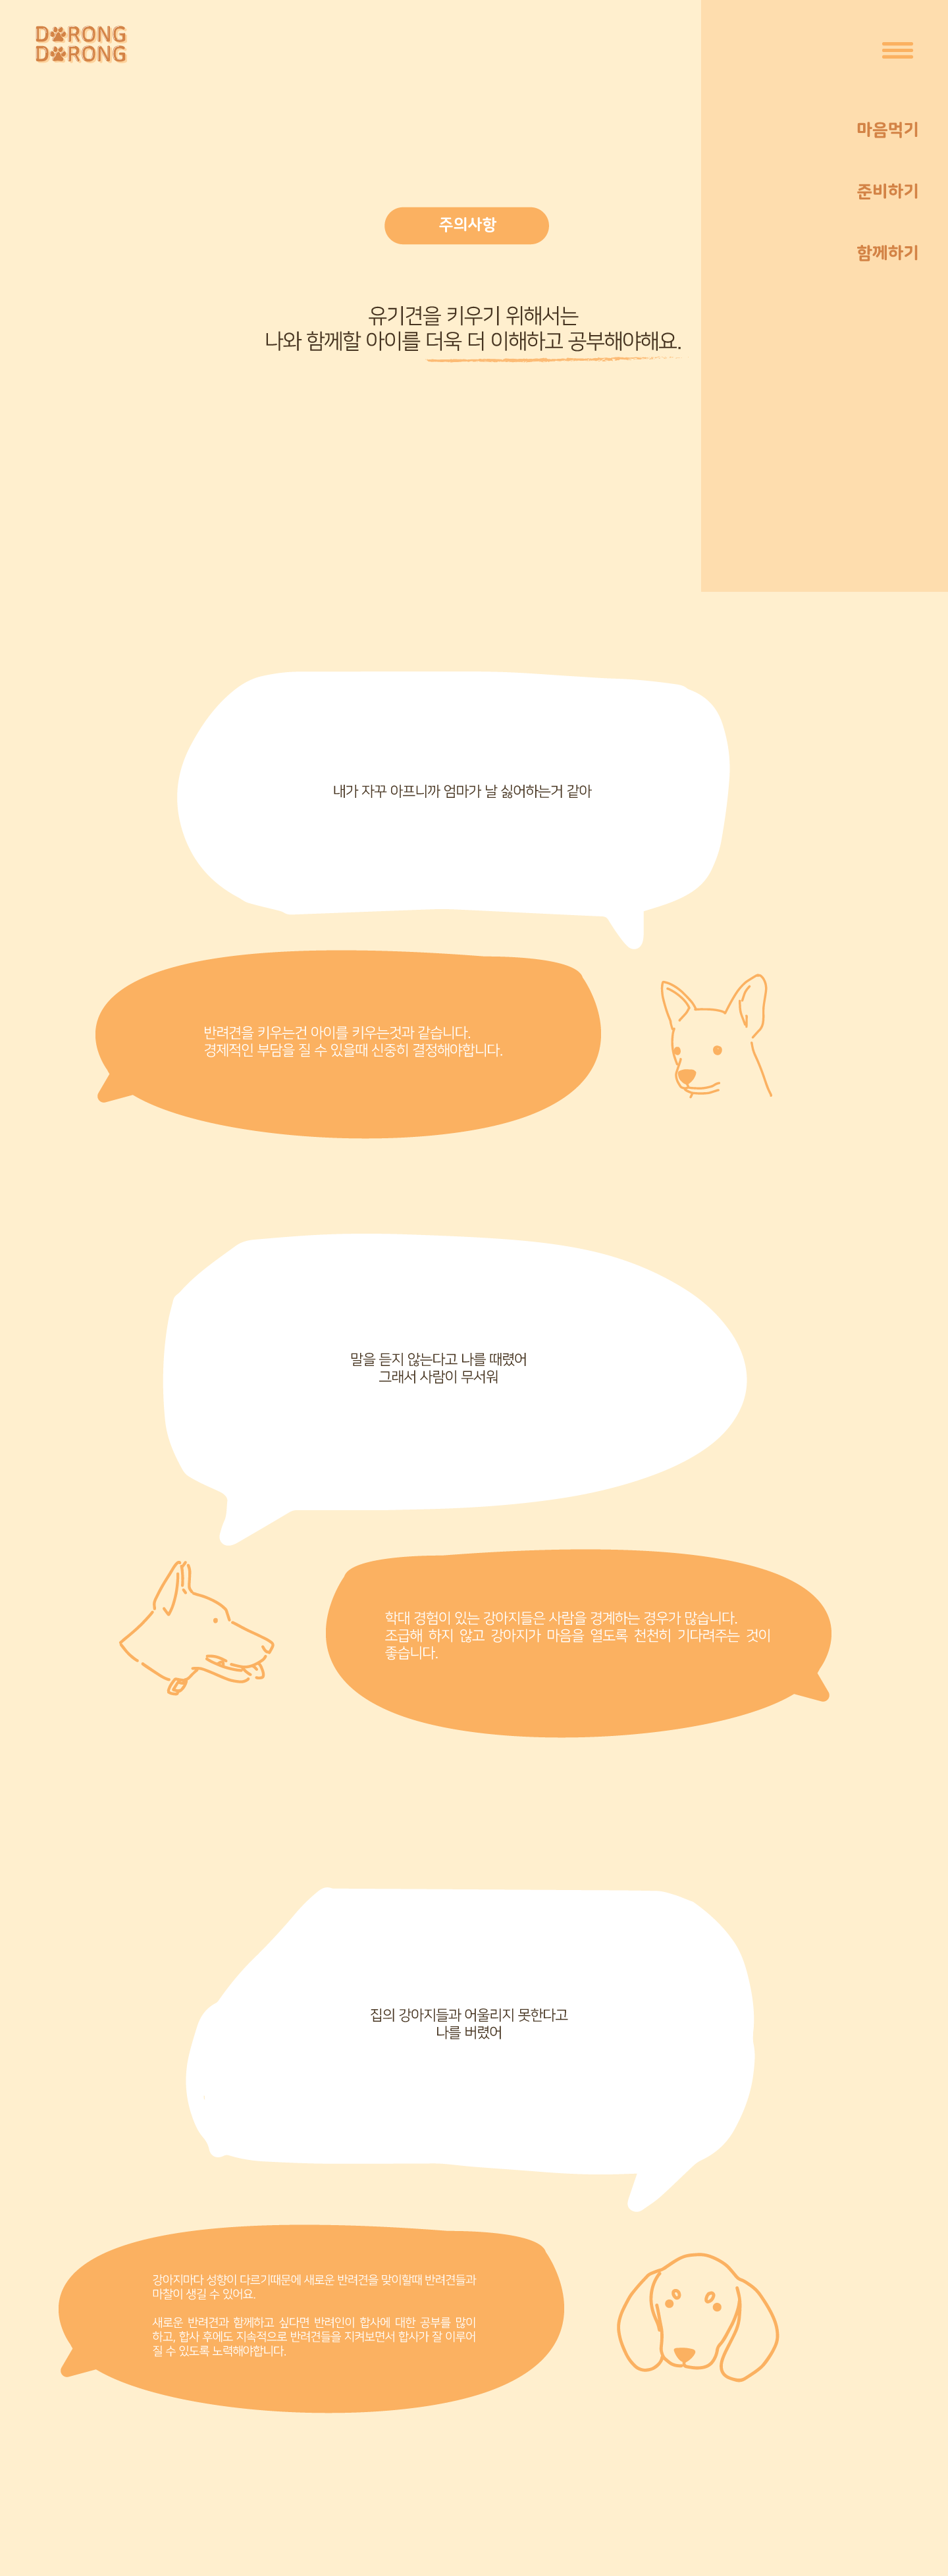 DORONG
DORONG
마음먹기
준비하기
함께하기
주의사항
유기견을 키우기 위해서는
나와 함께할 아이를 더욱 더 이해하고 공부해야해요.
내가 자꾸 아프니까 엄마가 날 싫어하는거 같아
반려견을 키우는건 아이를 키우는것과 같습니다.
경제적인 부담을 질 수 있을때 신중히 결정해야합니다.
말을 듣지 않는다고 나를 때렸어
그래서 사람이 무서워
학대 경험이 있는 강아지들은 사람을 경계하는 경우가 많습니다.
조급해 하지 않고 강아지가 마음을 열도록 천천히 기다려주는 것이
좋습니다.
집의 강아지들과 어울리지 못한다고
나를 버렸어
강아지마다 성향이 다르기때문에 새로운 반려견을 맞이할때 반려견들과
마찰이 생길 수 있어요.
새로운 반려견과 함께하고 싶다면 반려인이 합사에 대한 공부를 많이
하고, 합사 후에도 지속적으로 반려견들을 지켜보면서 합사가 잘 이루어
질 수 있도록 노력해야합니다.